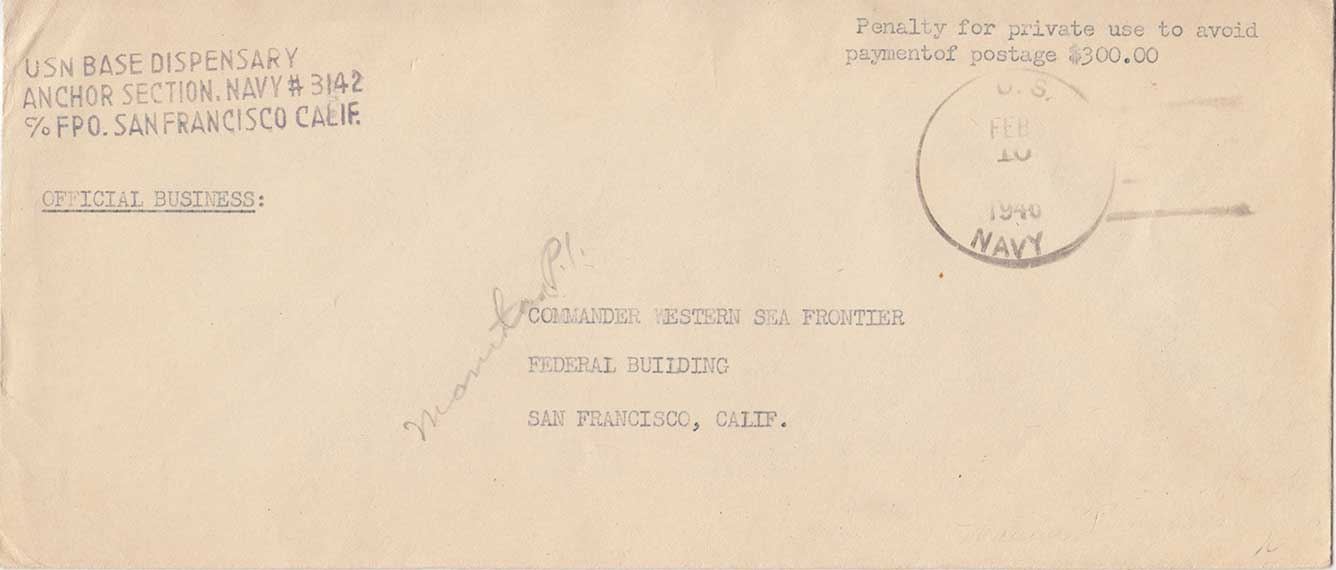 USN BASE DISPENSARY
ANCHOR SECTION. NAVY # 3142
C/O FPO. SAN FRANCISCO CALIF.
Penalty for private use to avoid
paymentof postage $300.00
U. S.
FEB
10
1946
NAVY
OFFICIAL BUSINESS:
P.I.
COMMANDER WESTERN SEA FRONTIER
FEDERAL BUIIDING
SAN FRANCISCO, CALIF.